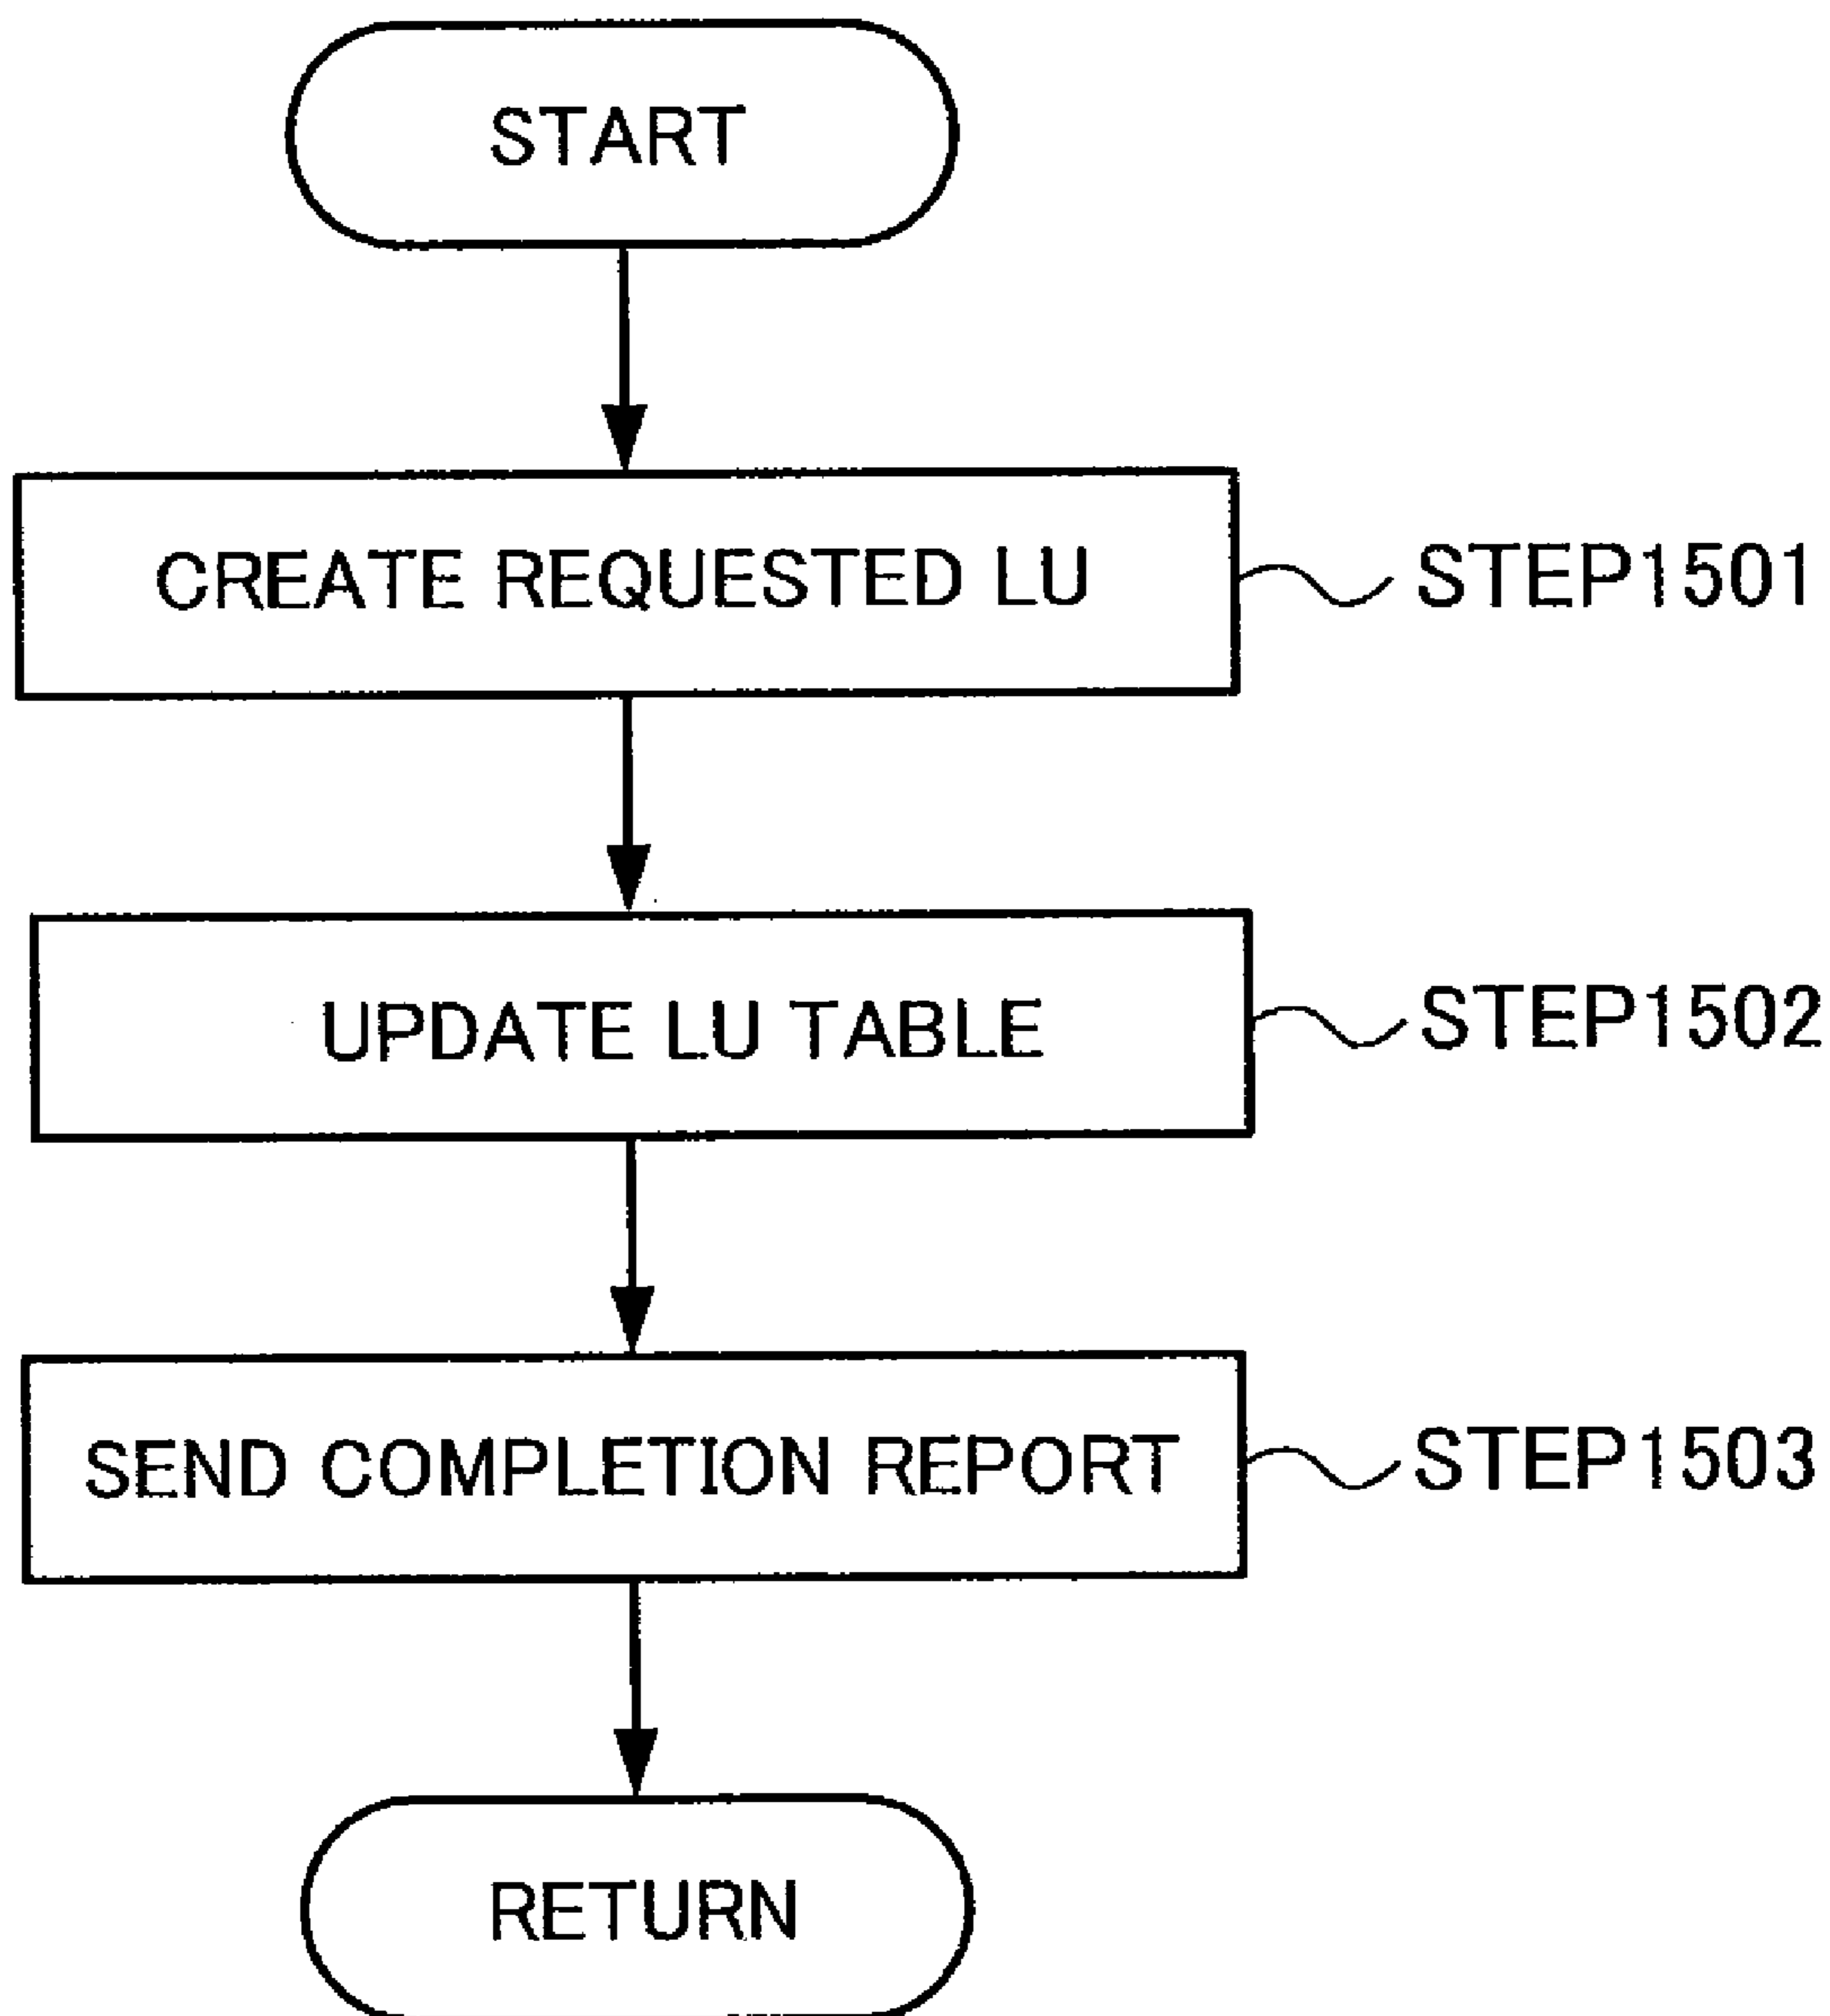 START
CREATE REQUESTED LU
STEP1501
UPDATE LU TABLE
STEP1502
SEND COMPLETION REPORT
STEP1503
RETURN